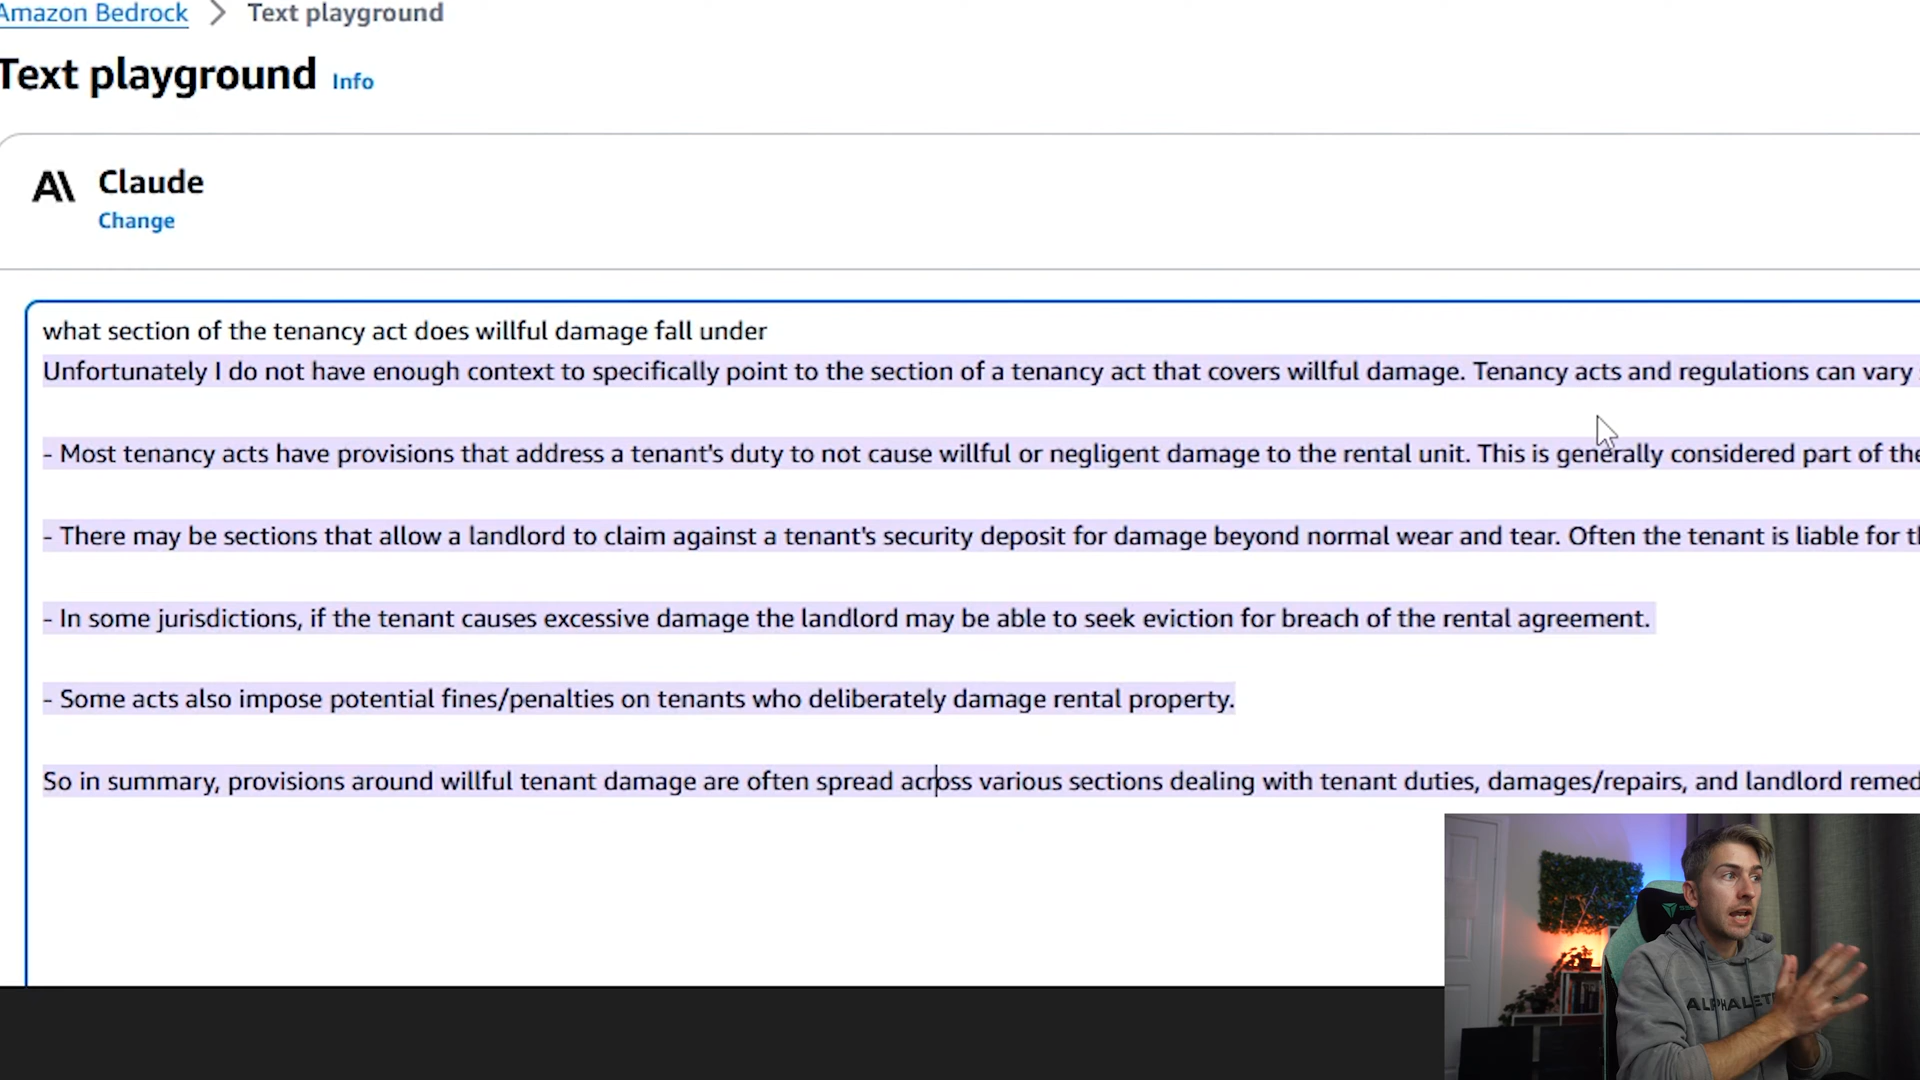 Amazon Bedrock > Text playground
Text playground Info
A\ Claude
Change
what section of the tenancy act does willful damage fall under
Unfortunately I do not have enough context to specifically point to the section of a tenancy act that covers willful damage. Tenancy acts and regulations can vary
- Most tenancy acts have provisions that address a tenant's duty to not cause willful or negligent damage to the rental unit. This is generally considered part of the
- There may be sections that allow a landlord to claim against a tenant's security deposit for damage beyond normal wear and tear. Often the tenant is liable for th
- In some jurisdictions, if the tenant causes excessive damage the landlord may be able to seek eviction for breach of the rental agreement.
- Some acts also impose potential fines/penalties on tenants who deliberately damage rental property.
So in summary, provisions around willful tenant damage are often spread across various sections dealing with tenant duties, damages/repairs, and landlord remed
ALPHALET